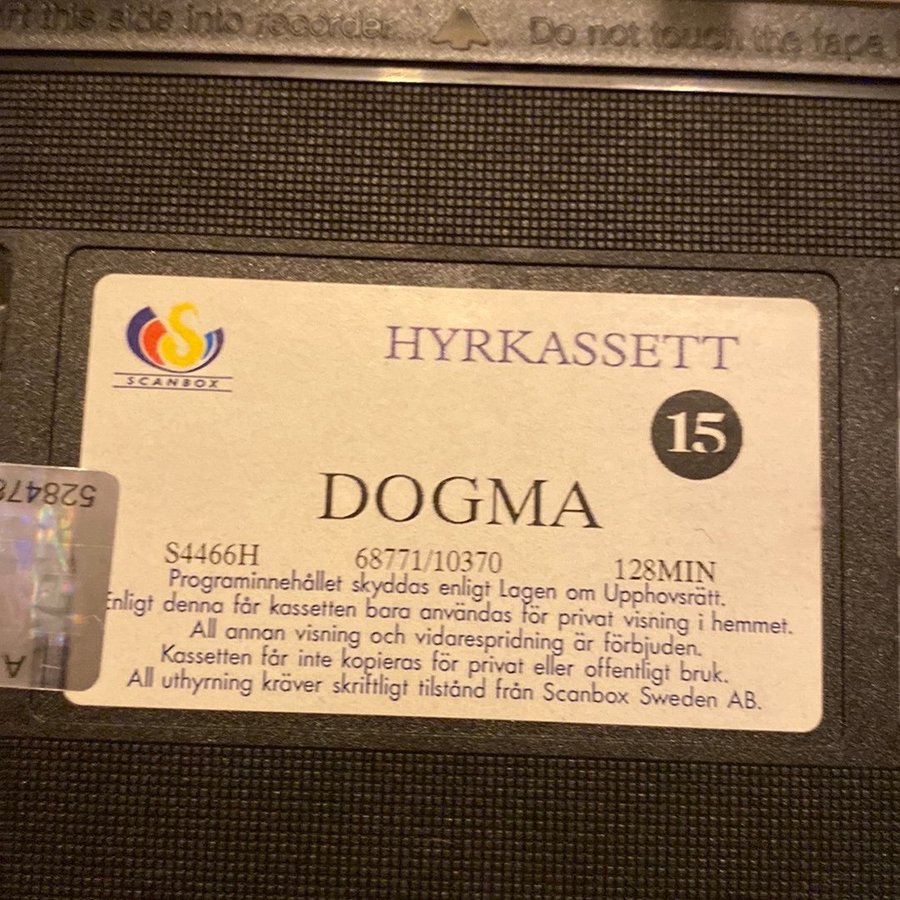 this side into recorder
Do not touch the tape
SCANBOX
HYRKASSETT
15
DOGMA
S4466H 68771/10370 128MIN
Programinnehållet skyddas enligt Lagen om Upphovsrätt.
Enligt denna får kassetten bara användas för privat visning i hemmet.
All annan visning och vidarespridning är förbjuden.
Kassetten får inte kopieras för privat eller offentligt bruk.
All uthyrning kräver skriftligt tilstånd från Scanbox Sweden AB.
528478
A